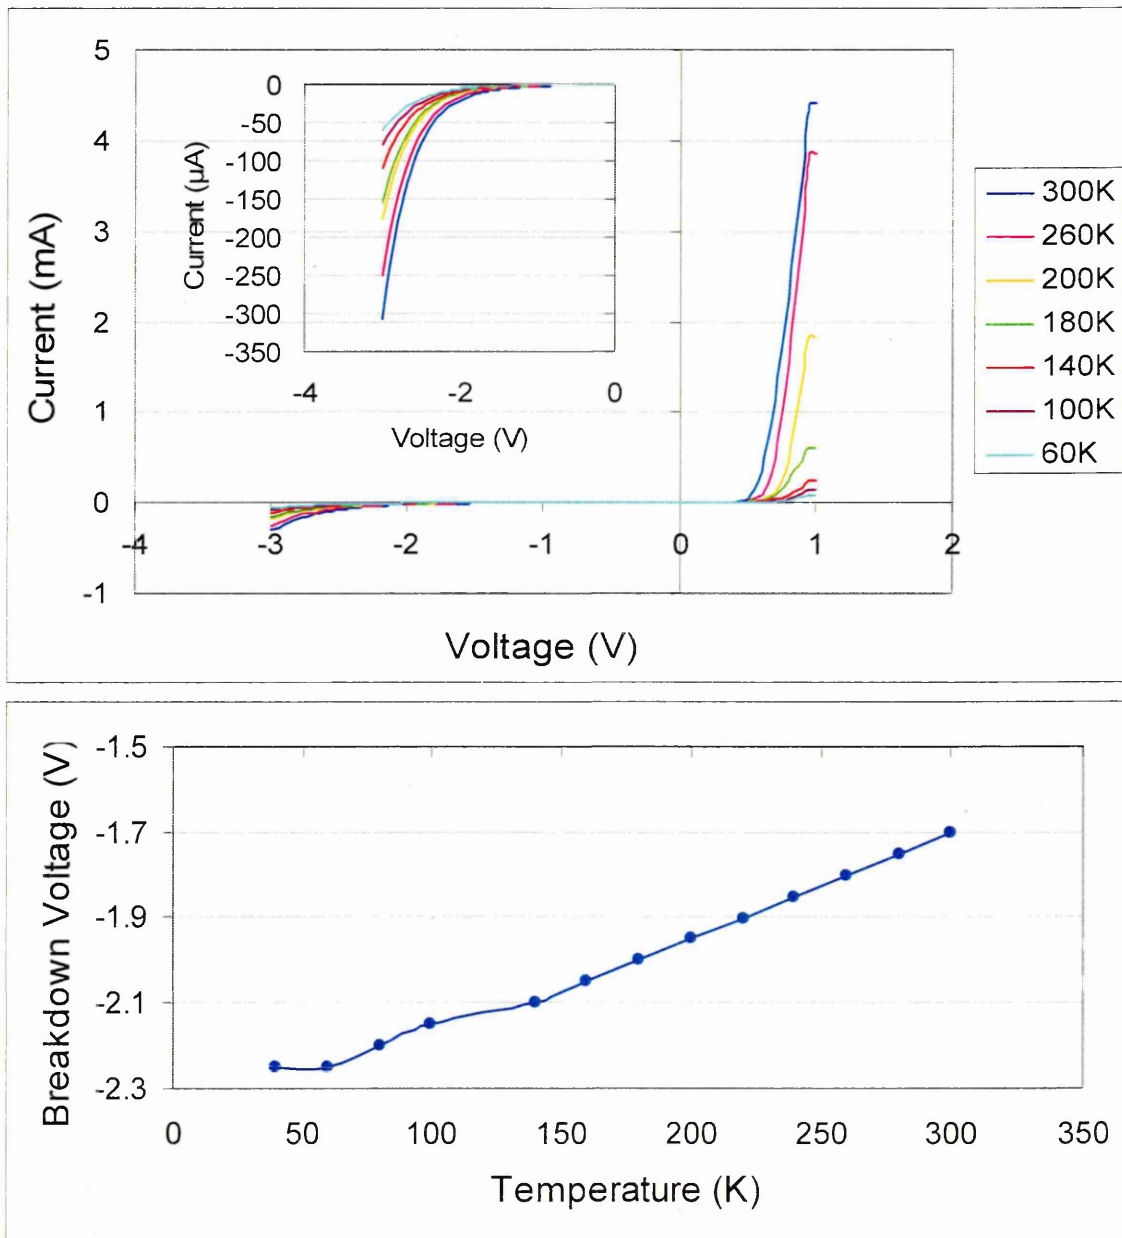 5
4
3
2
1
0
-1
Current (mA)
-4
-3
-2
-1
0
1
2
Voltage (V)
0
-50
-100
-150
-200
-250
-300
-350
Current (µA)
-4
-2
0
Voltage (V)
300K
260K
200K
180K
140K
100K
60K
-1.5
-1.7
-1.9
-2.1
-2.3
Breakdown Voltage (V)
0
50
100
150
200
250
300
350
Temperature (K)